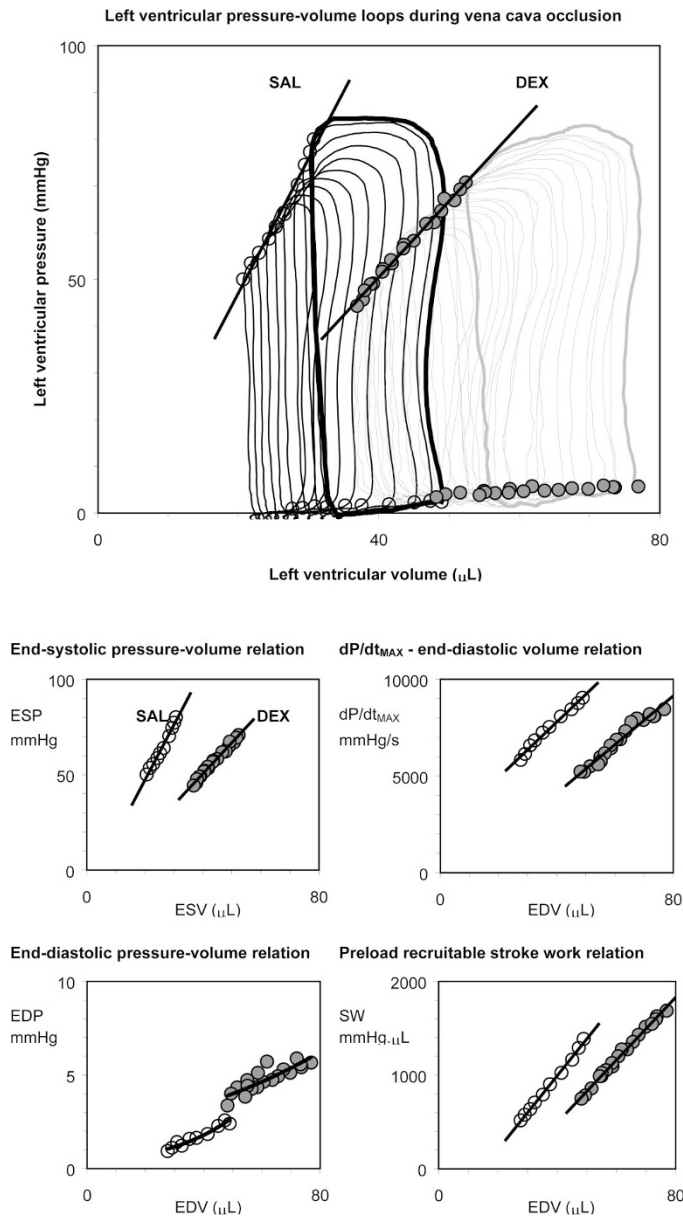 Left ventricular pressure-volume loops during vena cava occlusion
100
SAL
DEX
50
Left ventricular pressure (mmHg)
0
0
40
80
Left ventricular volume (μL)
End-systolic pressure-volume relation
100
SAL
DEX
ESP
mmHg
50
0
0
80
ESV (μL)
dP/dtMAX - end-diastolic volume relation
10000
dP/dtMAX
mmHg/s
5000
0
0
80
EDV (μL)
End-diastolic pressure-volume relation
10
EDP
mmHg
5
0
0
80
EDV (μL)
Preload recruitable stroke work relation
2000
SW
mmHg.μL
1000
0
0
80
EDV (μL)